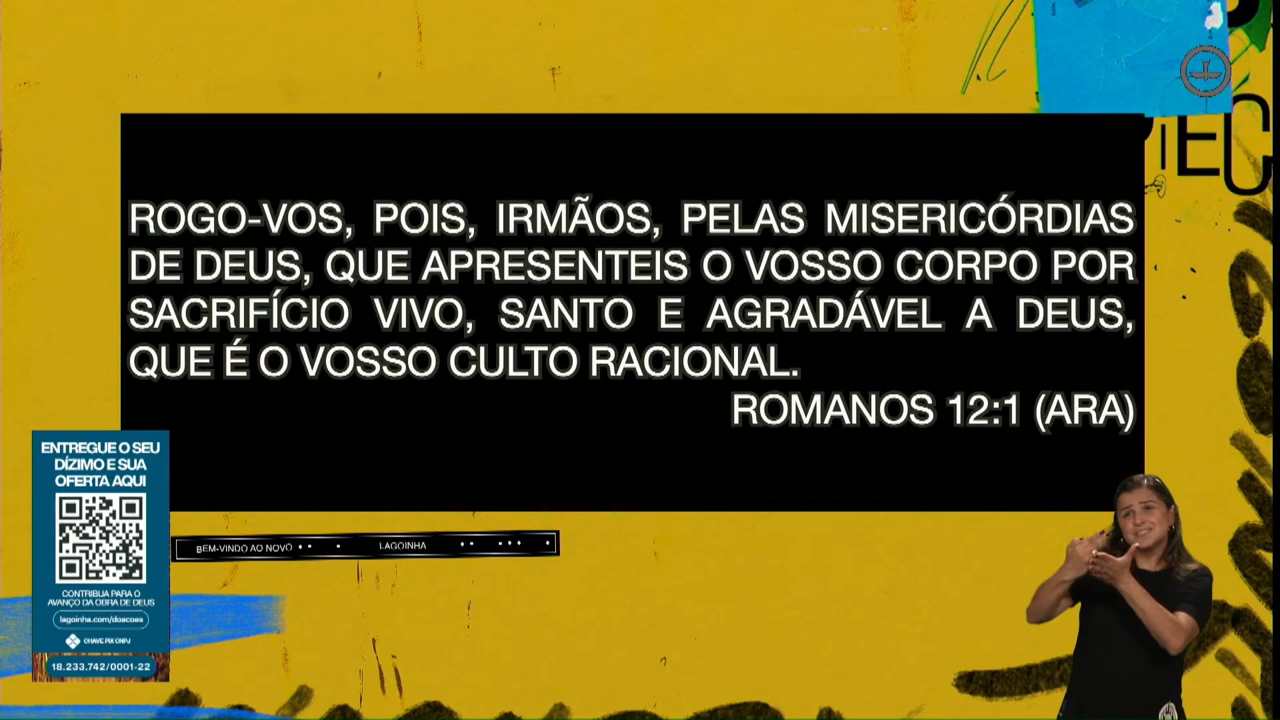 IEC
ROGO-VOS, POIS, IRMÃOS, PELAS MISERICÓRDIAS
DE DEUS, QUE APRESENTEIS O VOSSO CORPO POR
SACRIFÍCIO VIVO, SANTO E AGRADÁVEL A DEUS,
QUE É O VOSSO CULTO RACIONAL.
ROMANOS 12:1 (ARA)
ENTREGUE O SEU
DÍZIMO E SUA
OFERTA AQUI
CONTRIBUA PARA O
AVANÇO DA OBRA DE DEUS
lagoinha.com/doacoes
CHAVE PIX CNPJ
18.233.742/0001-22
BEM-VINDO AO NOVO LAGOINHA